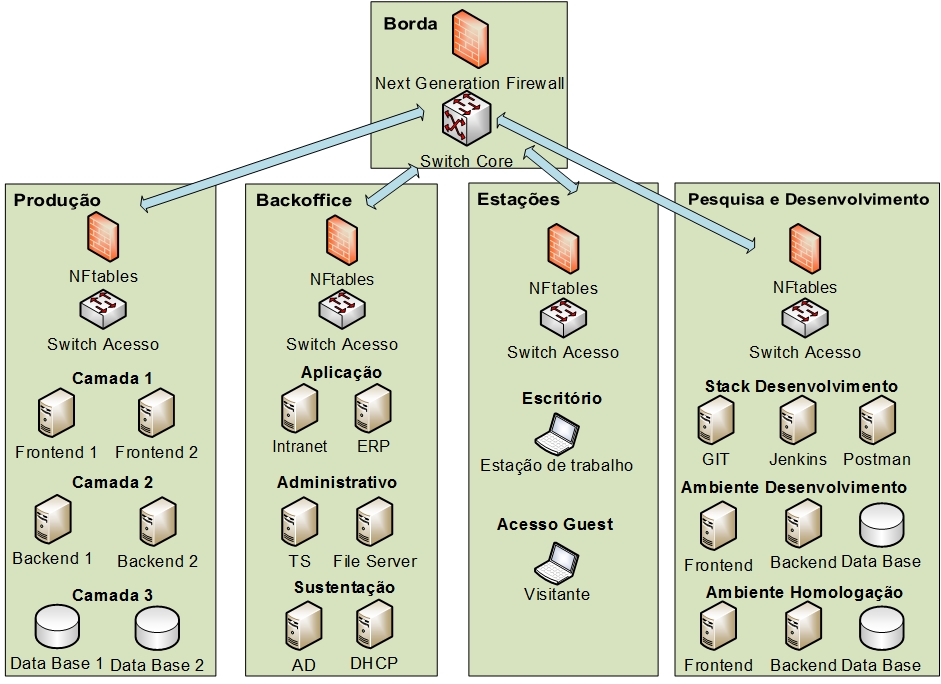 Borda
Next Generation Firewall
Switch Core
Produção
NFtables
Switch Acesso
Camada 1
Frontend 1
Frontend 2
Camada 2
Backend 1
Backend 2
Camada 3
Data Base 1
Data Base 2
Backoffice
NFtables
Switch Acesso
Aplicação
Intranet
ERP
Administrativo
TS
File Server
Sustentação
AD
DHCP
Estações
NFtables
Switch Acesso
Escritório
Estação de trabalho
Acesso Guest
Visitante
Pesquisa e Desenvolvimento
NFtables
Switch Acesso
Stack Desenvolvimento
GIT
Jenkins
Postman
Ambiente Desenvolvimento
Frontend
Backend
Data Base
Ambiente Homologação
Frontend
Backend
Data Base